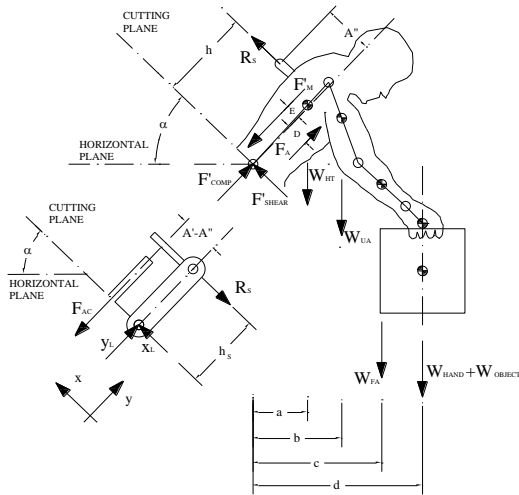 CUTTING
PLANE
h
A"
R_S
F'_M
E
D
F_A
α
HORIZONTAL
PLANE
F'_COMP
F'_SHEAR
W_HT
W_UA
CUTTING
PLANE
A'-A"
α
HORIZONTAL
PLANE
R_S
F_AC
h_S
y_L
x_L
W_FA
W_HAND+W_OBJECT
x
y
a
b
c
d